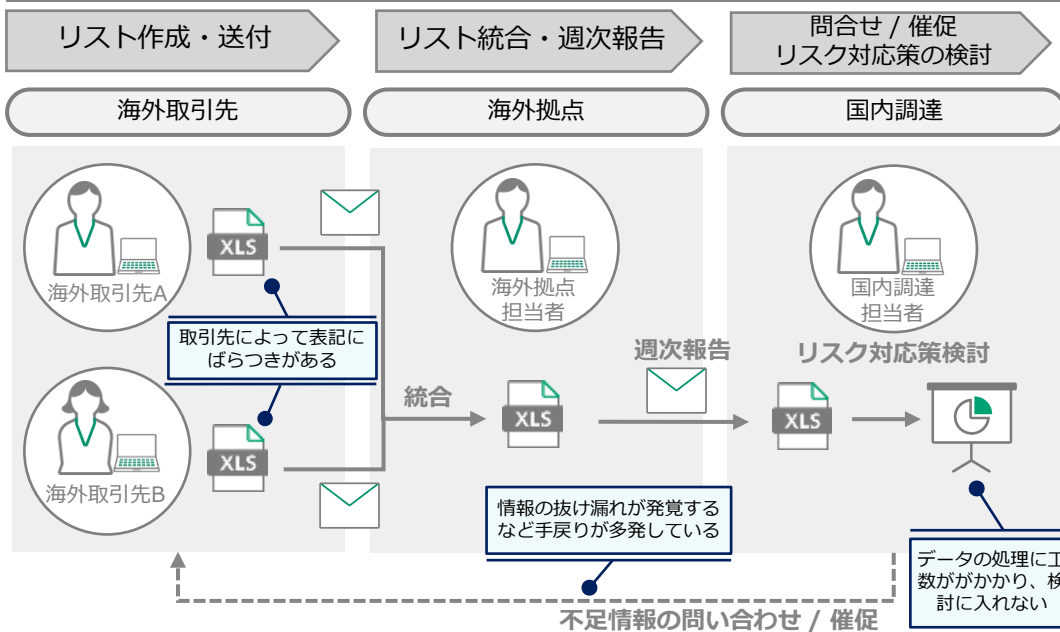 リスト作成・送付
リスト統合・週次報告
問合せ / 催促
リスク対応策の検討
海外取引先
海外拠点
国内調達
海外取引先A
XLS
取引先によって表記に
ばらつきがある
海外取引先B
XLS
海外拠点
担当者
統合
XLS
週次報告
情報の抜け漏れが発覚する
など手戻りが多発している
国内調達
担当者
リスク対応策検討
XLS
データの処理に工
数ががかかり、検
討に入れない
不足情報の問い合わせ / 催促